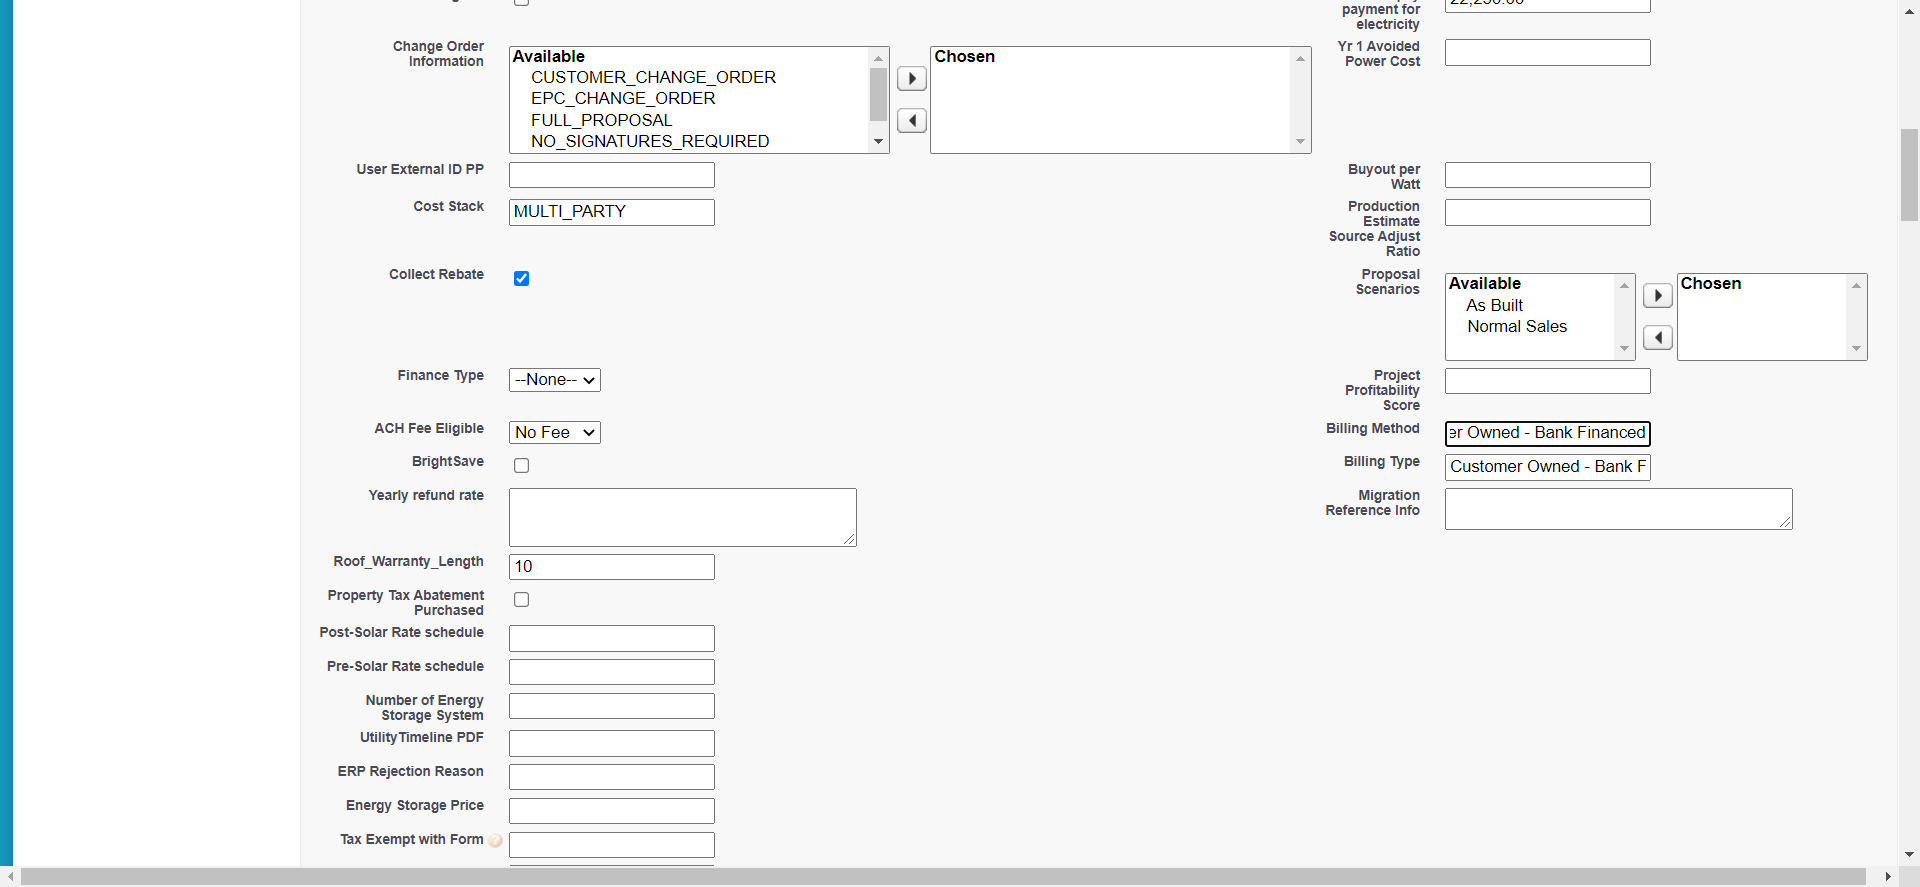 payment for
electricity
Change Order
Information
Available
CUSTOMER_CHANGE_ORDER
EPC_CHANGE_ORDER
FULL_PROPOSAL
NO_SIGNATURES_REQUIRED
Chosen
Yr 1 Avoided
Power Cost
User External ID PP
Buyout per
Watt
Cost Stack
MULTI_PARTY
Production
Estimate
Source Adjust
Ratio
Collect Rebate
Proposal
Scenarios
Available
As Built
Normal Sales
Chosen
Finance Type
--None--
Project
Profitability
Score
ACH Fee Eligible
No Fee
Billing Method
er Owned - Bank Financed
BrightSave
Billing Type
Customer Owned - Bank F
Yearly refund rate
Migration
Reference Info
Roof_Warranty_Length
10
Property Tax Abatement
Purchased
Post-Solar Rate schedule
Pre-Solar Rate schedule
Number of Energy
Storage System
UtilityTimeline PDF
ERP Rejection Reason
Energy Storage Price
Tax Exempt with Form